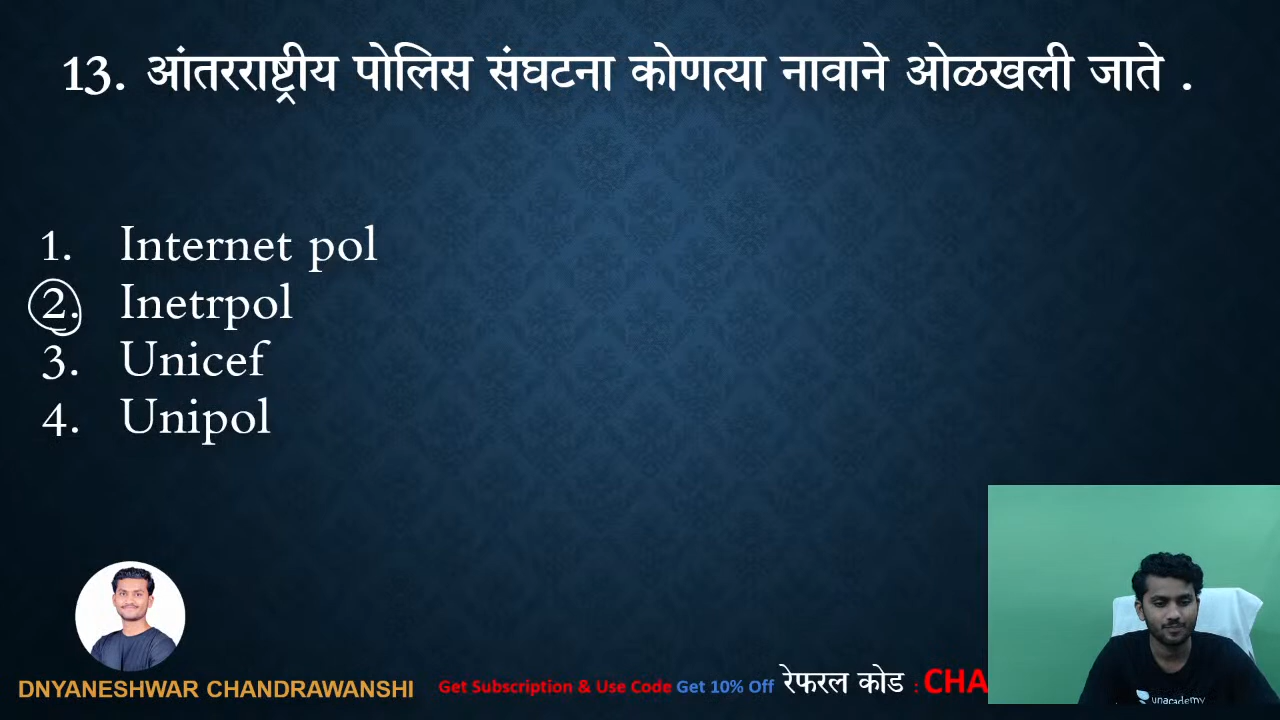 13. आंतरराष्ट्रीय पोलिस संघटना कोणत्या नावाने ओळखली जाते .
1. Internet pol
2. Inetrpol
3. Unicef
4. Unipol
DNYANESHWAR CHANDRAWANSHI
Get Subscription & Use Code Get 10% Off रेफरल कोड : CHA
unacademy